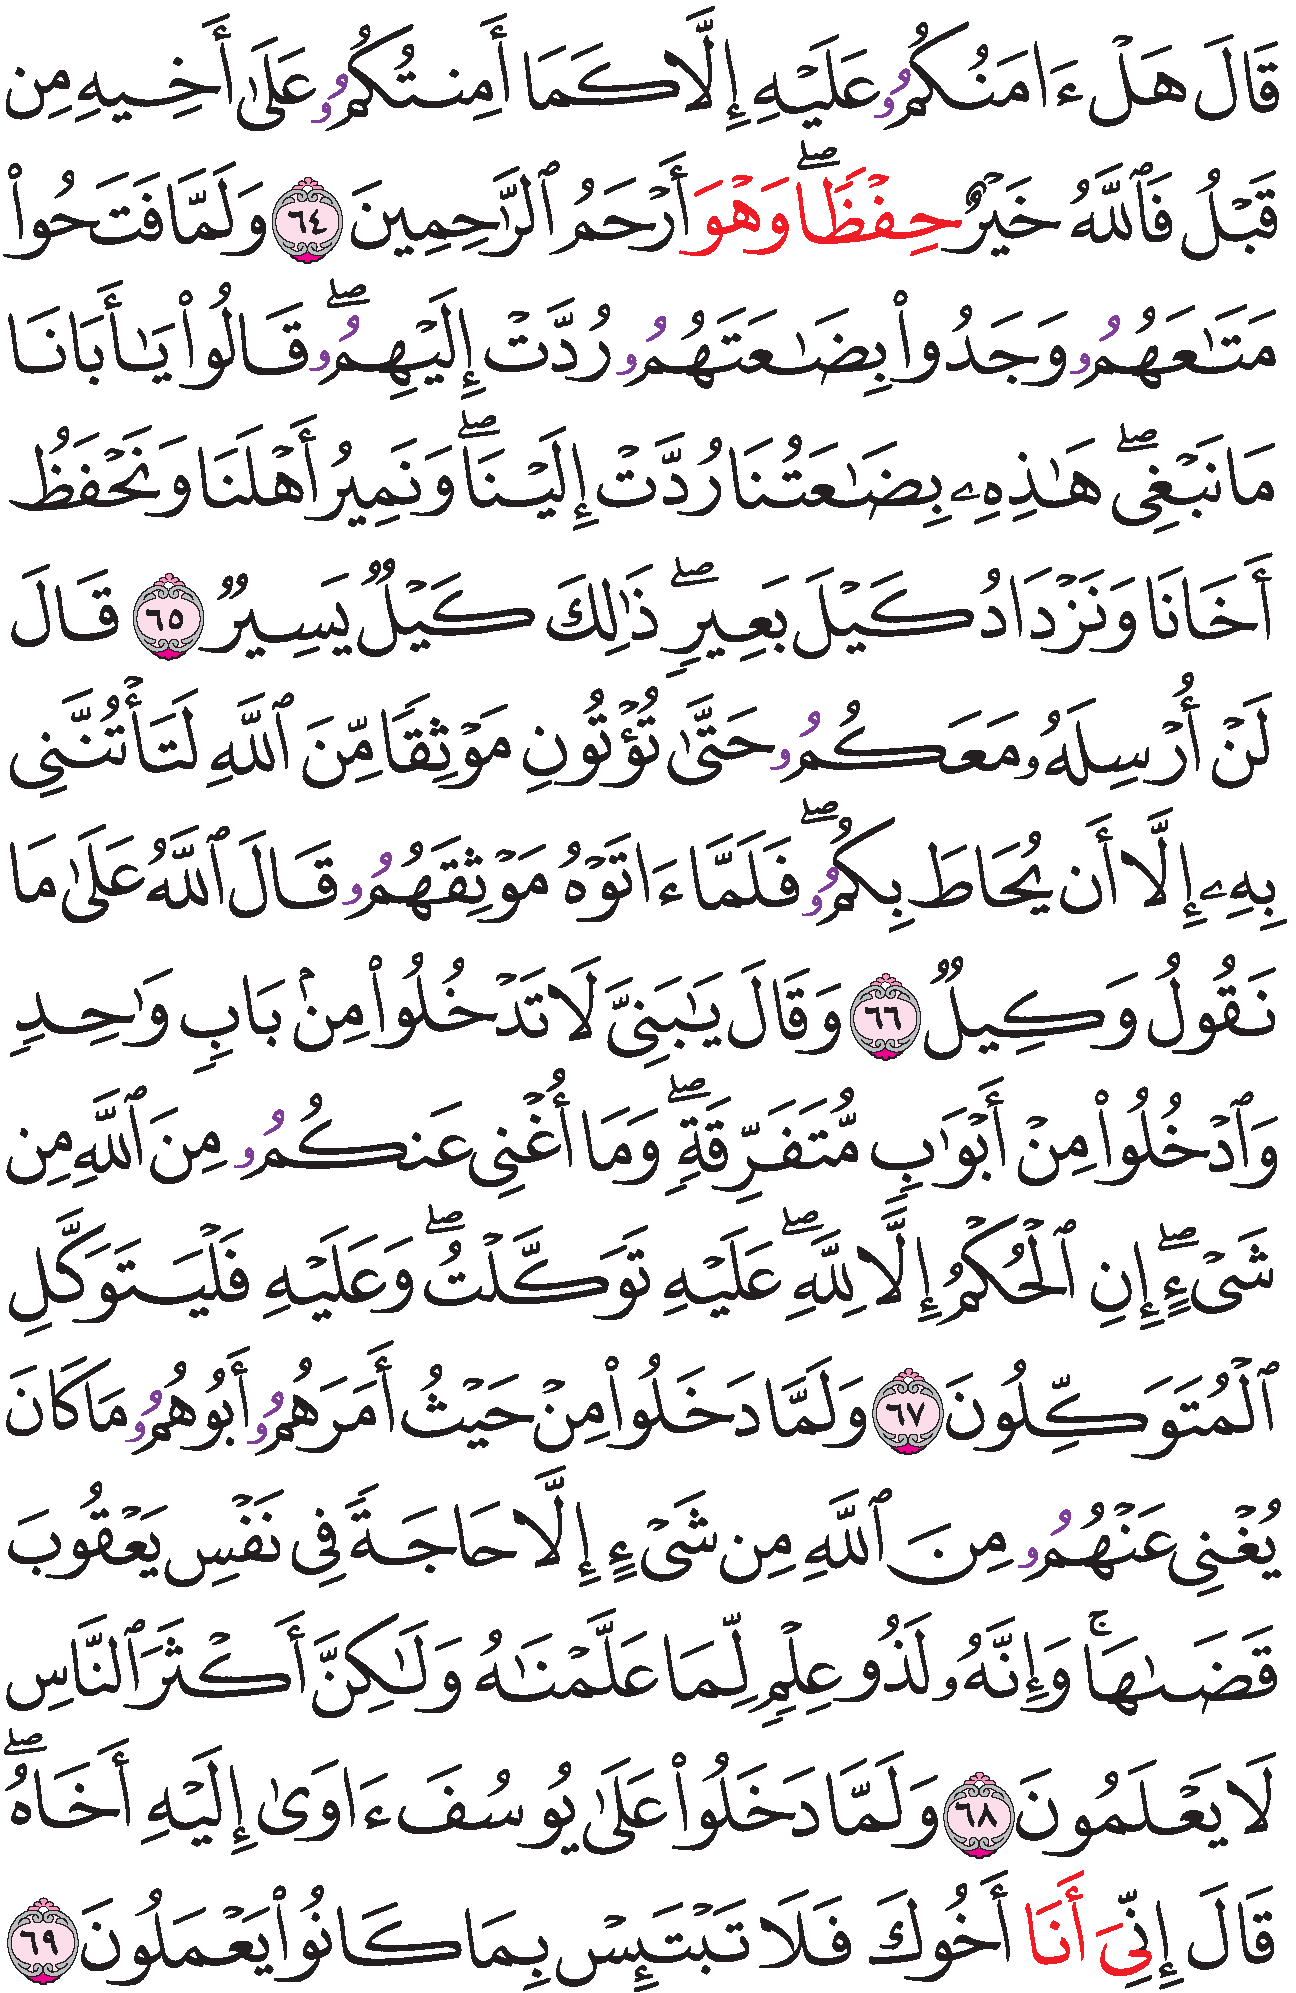 قَالَ هَلْ ءَامَنُكُمُۥ عَلَيْهِ إِلَّا كَمَا أَمِنتُكُمُۥ عَلَىٰ أَخِيهِ مِن
قَبْلُ فَٱللَّهُ خَيْرٌ حِفْظًاۖ وَهْوَ أَرْحَمُ ٱلرَّٰحِمِينَ ٦٤ وَلَمَّا فَتَحُوا۟
مَتَٰعَهُمُۥ وَجَدُوا۟ بِضَٰعَتَهُمُۥ رُدَّتْ إِلَيْهِمُۥۖ قَالُوا۟ يَٰأَبَانَا
مَا نَبْغِىۖ هَٰذِهِۦ بِضَٰعَتُنَا رُدَّتْ إِلَيْنَاۖ وَنَمِيرُ أَهْلَنَا وَنَحْفَظُ
أَخَانَا وَنَزْدَادُ كَيْلَ بَعِيرٍۖ ذَٰلِكَ كَيْلٌ يَسِيرٌ ٦٥ قَالَ
لَنْ أُرْسِلَهُۥ مَعَكُمُۥ حَتَّىٰ تُؤْتُونِ مَوْثِقًا مِّنَ ٱللَّهِ لَتَأْتُنَّنِى
بِهِۦ إِلَّا أَن يُحَاطَ بِكُمُۥۖ فَلَمَّا ءَاتَوْهُ مَوْثِقَهُمُۥ قَالَ ٱللَّهُ عَلَىٰ مَا
نَقُولُ وَكِيلٌ ٦٦ وَقَالَ يَٰبَنِىَّ لَا تَدْخُلُوا۟ مِنۢ بَابٍ وَٰحِدٍ
وَٱدْخُلُوا۟ مِنْ أَبْوَٰبٍ مُّتَفَرِّقَةٍۖ وَمَا أُغْنِى عَنكُمُۥ مِنَ ٱللَّهِ مِن
شَىْءٍۖ إِنِ ٱلْحُكْمُ إِلَّا لِلَّهِۖ عَلَيْهِ تَوَكَّلْتُۖ وَعَلَيْهِ فَلْيَتَوَكَّلِ
ٱلْمُتَوَكِّلُونَ ٦٧ وَلَمَّا دَخَلُوا۟ مِنْ حَيْثُ أَمَرَهُمُۥ أَبُوهُمُۥ مَا كَانَ
يُغْنِى عَنْهُمُۥ مِنَ ٱللَّهِ مِن شَىْءٍ إِلَّا حَاجَةً فِى نَفْسِ يَعْقُوبَ
قَضَىٰهَاۚ وَإِنَّهُۥ لَذُو عِلْمٍ لِّمَا عَلَّمْنَٰهُ وَلَٰكِنَّ أَكْثَرَ ٱلنَّاسِ
لَا يَعْلَمُونَ ٦٨ وَلَمَّا دَخَلُوا۟ عَلَىٰ يُوسُفَ ءَاوَىٰ إِلَيْهِ أَخَاهُۖ
قَالَ إِنِّىَ أَنَا أَخُوكَ فَلَا تَبْتَئِسْ بِمَا كَانُوا۟ يَعْمَلُونَ ٦٩